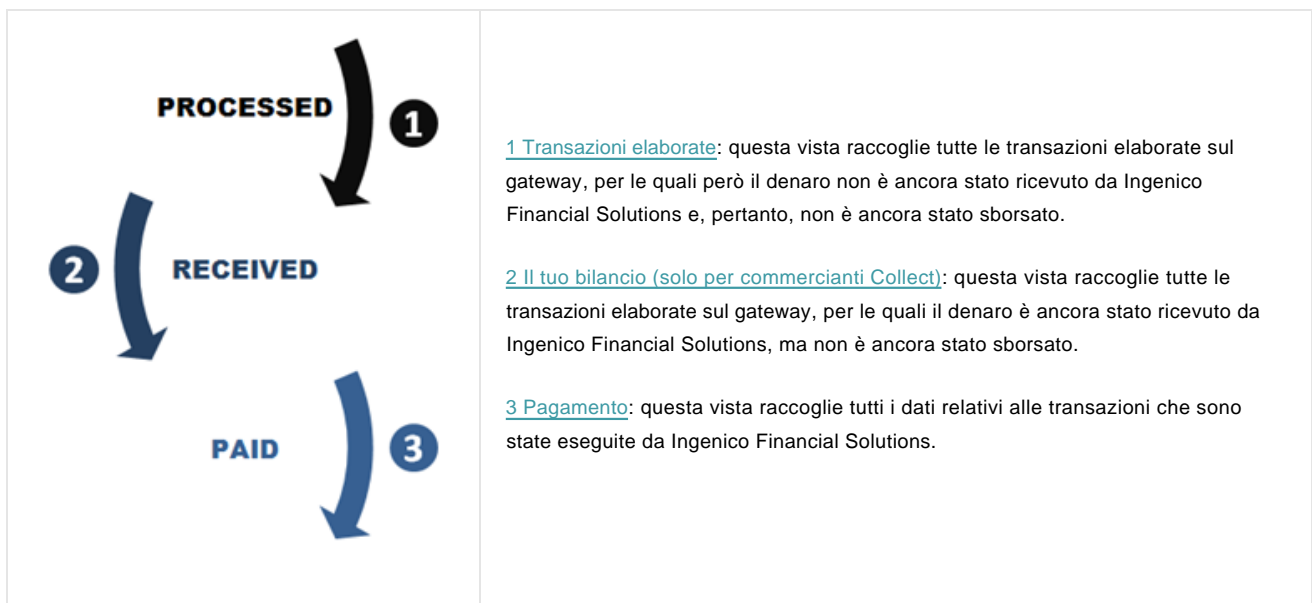 PROCESSED
1
2
RECEIVED
PAID
3
1 Transazioni elaborate: questa vista raccoglie tutte le transazioni elaborate sul
gateway, per le quali però il denaro non è ancora stato ricevuto da Ingenico
Financial Solutions e, pertanto, non è ancora stato sborsato.
2 Il tuo bilancio (solo per commercianti Collect): questa vista raccoglie tutte le
transazioni elaborate sul gateway, per le quali il denaro è ancora stato ricevuto da
Ingenico Financial Solutions, ma non è ancora stato sborsato.
3 Pagamento: questa vista raccoglie tutti i dati relativi alle transazioni che sono
state eseguite da Ingenico Financial Solutions.